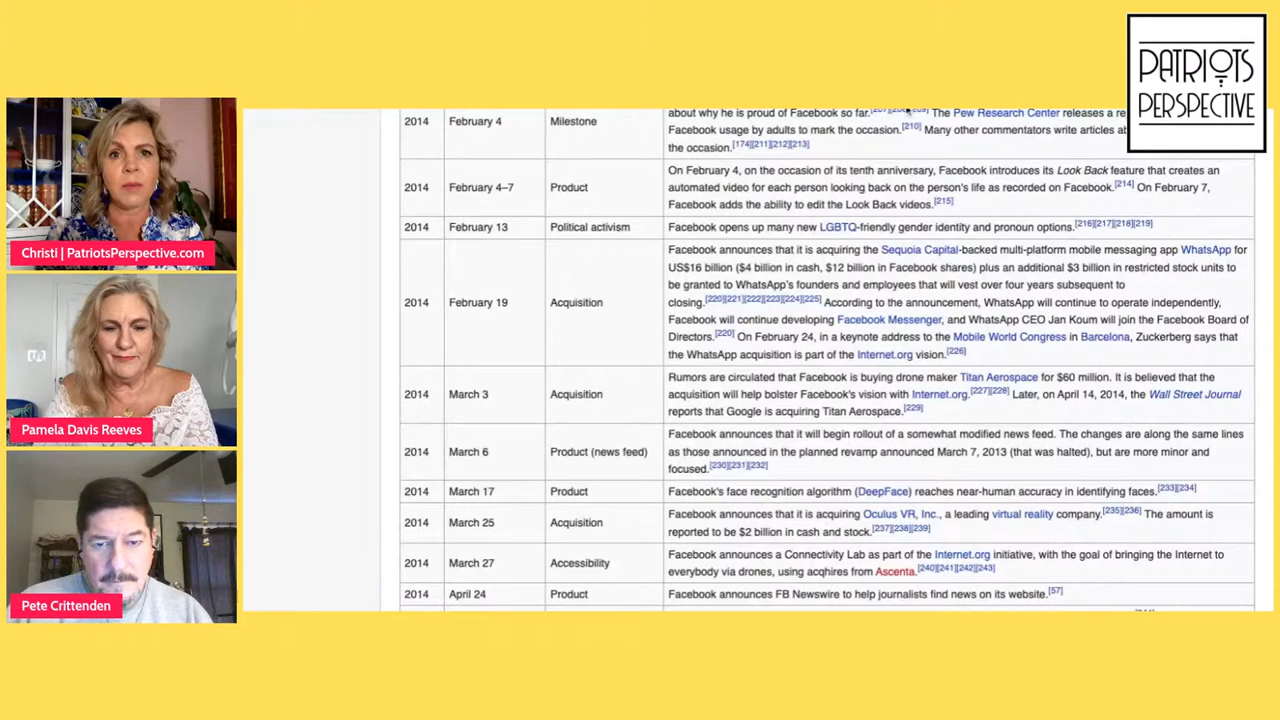 PATRIOTS
PERSPECTIVE
Christi | PatriotsPerspective.com
Pamela Davis Reeves
Pete Crittenden
2014 February 4 Milestone
about why he is proud of Facebook so far. The Pew Research Center releases a
Facebook usage by adults to mark the occasion.[210] Many other commentators write articles
the occasion.[174][211][212][213]
2014 February 4–7 Product
On February 4, on the occasion of its tenth anniversary, Facebook introduces its Look Back feature that creates an
automated video for each person looking back on the person's life as recorded on Facebook.[214] On February 7,
Facebook adds the ability to edit the Look Back videos.[215]
2014 February 13 Political activism
Facebook opens up many new LGBTQ-friendly gender identity and pronoun options.[216][217][218][219]
2014 February 19 Acquisition
Facebook announces that it is acquiring the Sequoia Capital-backed multi-platform mobile messaging app WhatsApp for
US$16 billion ($4 billion in cash, $12 billion in Facebook shares) plus an additional $3 billion in restricted stock units to
be granted to WhatsApp's founders and employees that will vest over four years subsequent to
closing.[220][221][222][223][224][225] According to the announcement, WhatsApp will continue to operate independently,
Facebook will continue developing Facebook Messenger, and WhatsApp CEO Jan Koum will join the Facebook Board of
Directors.[220] On February 24, in a keynote address to the Mobile World Congress in Barcelona, Zuckerberg says that
the WhatsApp acquisition is part of the Internet.org vision.[226]
2014 March 3 Acquisition
Rumors are circulated that Facebook is buying drone maker Titan Aerospace for $60 million. It is believed that the
acquisition will help bolster Facebook's vision with Internet.org.[227][228] Later, on April 14, 2014, the Wall Street Journal
reports that Google is acquiring Titan Aerospace.[229]
2014 March 6 Product (news feed)
Facebook announces that it will begin rollout of a somewhat modified news feed. The changes are along the same lines
as those announced in the planned revamp announced March 7, 2013 (that was halted), but are more minor and
focused.[230][231][232]
2014 March 17 Product
Facebook's face recognition algorithm (DeepFace) reaches near-human accuracy in identifying faces.[233][234]
2014 March 25 Acquisition
Facebook announces that it is acquiring Oculus VR, Inc., a leading virtual reality company.[235][236] The amount is
reported to be $2 billion in cash and stock.[237][238][239]
2014 March 27 Accessibility
Facebook announces a Connectivity Lab as part of the Internet.org initiative, with the goal of bringing the Internet to
everybody via drones, using acqhires from Ascenta.[240][241][242][243]
2014 April 24 Product
Facebook announces FB Newswire to help journalists find news on its website.[57]